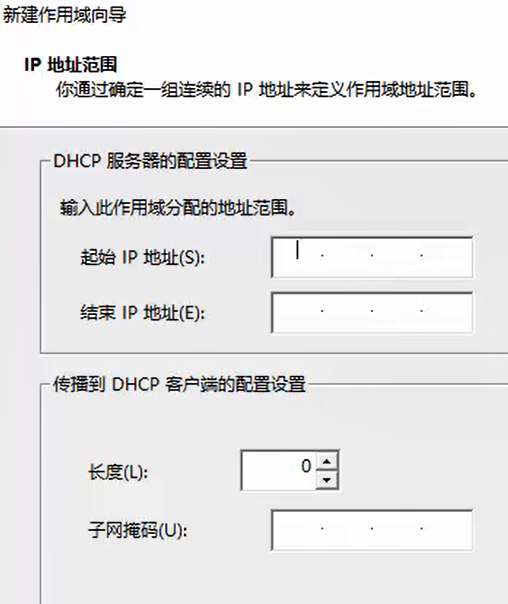 新建作用域向导
IP 地址范围
你通过确定一组连续的 IP 地址来定义作用域地址范围。
DHCP 服务器的配置设置
输入此作用域分配的地址范围。
起始 IP 地址(S):
结束 IP 地址(E):
传播到 DHCP 客户端的配置设置
长度(L): 0
子网掩码(U):